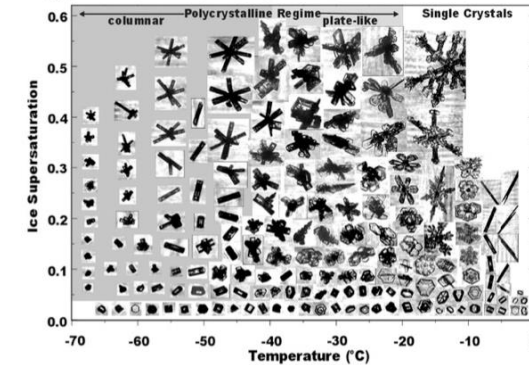 Polycrystalline Regime
Single Crystals
columnar
plate-like
Ice Supersaturation
0.6
0.5
0.4
0.3
0.2
0.1
0.0
-70
-60
-50
-40
-30
-20
-10
Temperature (˚C)